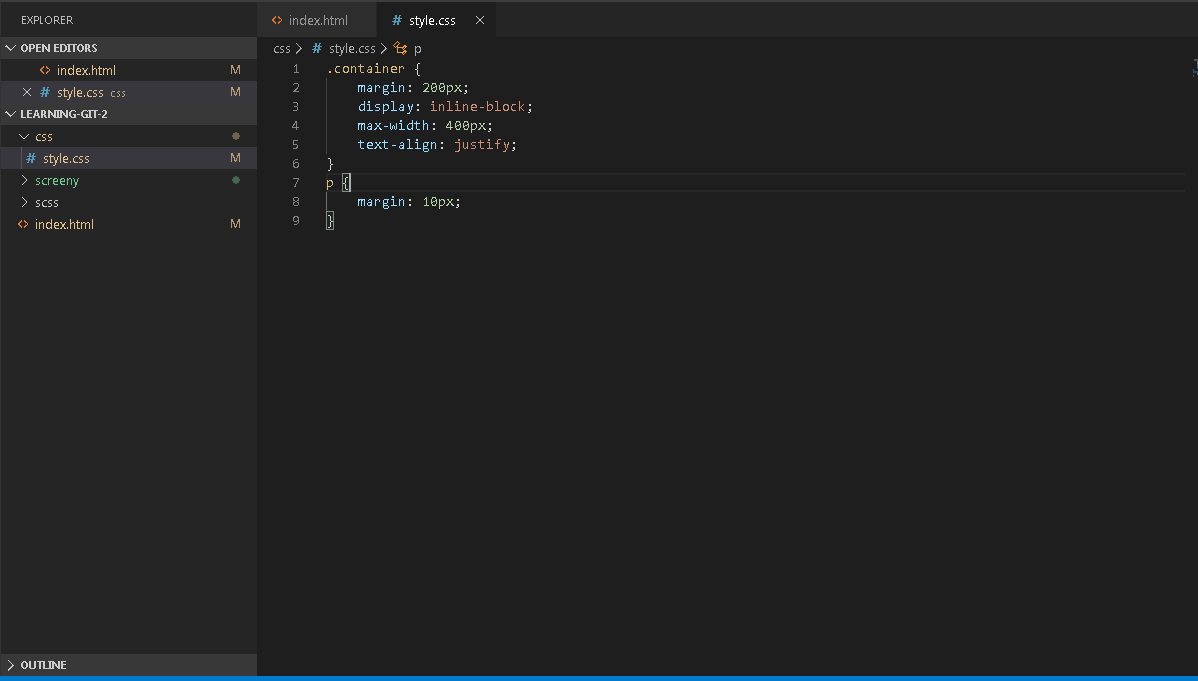 EXPLORER
OPEN EDITORS
<> index.html M
# style.css css M
LEARNING-GIT-2
css
# style.css M
screeny
scss
<> index.html M
OUTLINE
<> index.html
# style.css
css > # style.css > p
1 .container {
2 margin: 200px;
3 display: inline-block;
4 max-width: 400px;
5 text-align: justify;
6 }
7 p {
8 margin: 10px;
9 }